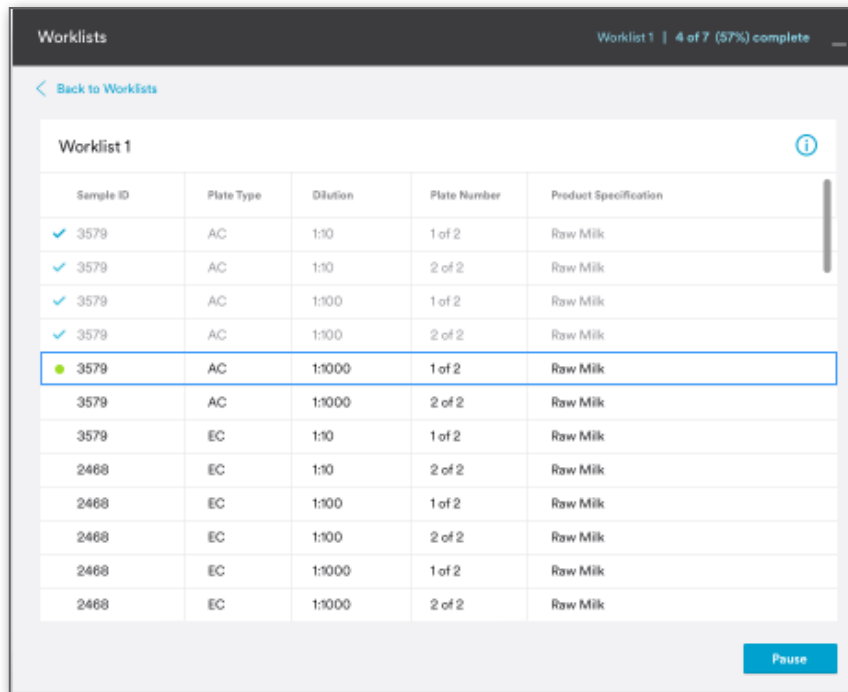 Worklists
Worklist 1 | 4 of 7 (57%) complete
Back to Worklists
Worklist 1
Sample ID Plate Type Dilution Plate Number Product Specification
3579 AC 1:10 1 of 2 Raw Milk
3579 AC 1:10 2 of 2 Raw Milk
3579 AC 1:100 1 of 2 Raw Milk
3579 AC 1:100 2 of 2 Raw Milk
3579 AC 1:1000 1 of 2 Raw Milk
3579 AC 1:1000 2 of 2 Raw Milk
3579 EC 1:10 1 of 2 Raw Milk
2468 EC 1:10 2 of 2 Raw Milk
2468 EC 1:100 1 of 2 Raw Milk
2468 EC 1:100 2 of 2 Raw Milk
2468 EC 1:1000 1 of 2 Raw Milk
2468 EC 1:1000 2 of 2 Raw Milk
Pause